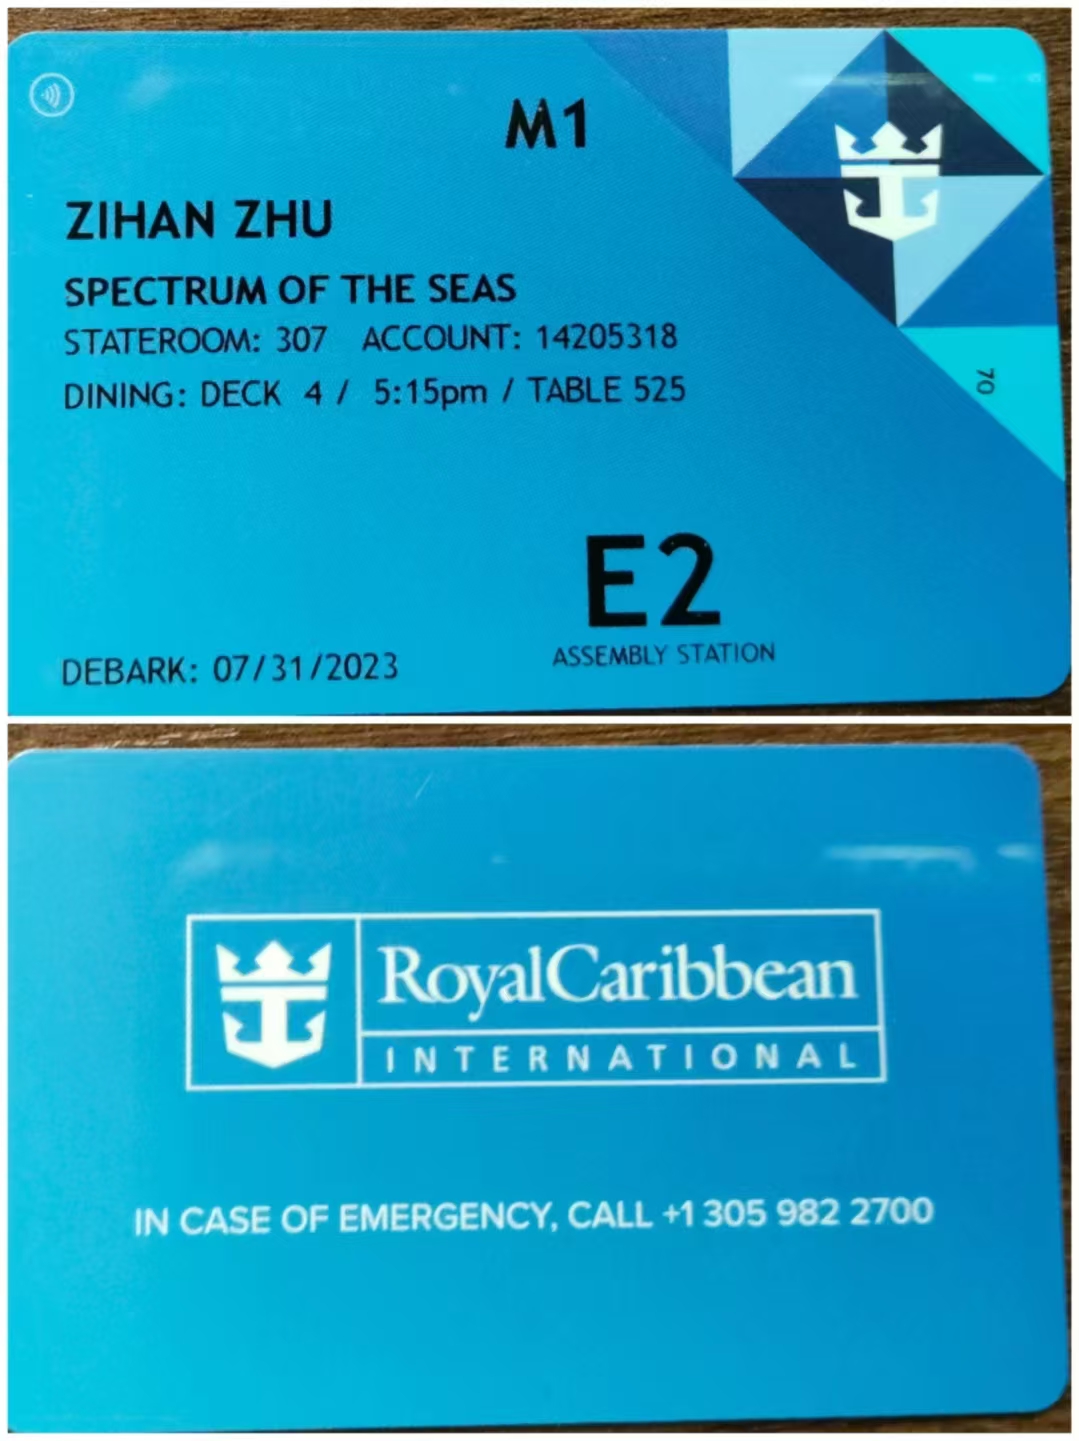 M1
ZIHAN ZHU
SPECTRUM OF THE SEAS
STATEROOM: 307 ACCOUNT: 14205318
DINING: DECK 4 / 5:15pm / TABLE 525
70
E2
ASSEMBLY STATION
DEBARK: 07/31/2023
RoyalCaribbean
INTERNATIONAL
IN CASE OF EMERGENCY, CALL +1 305 982 2700